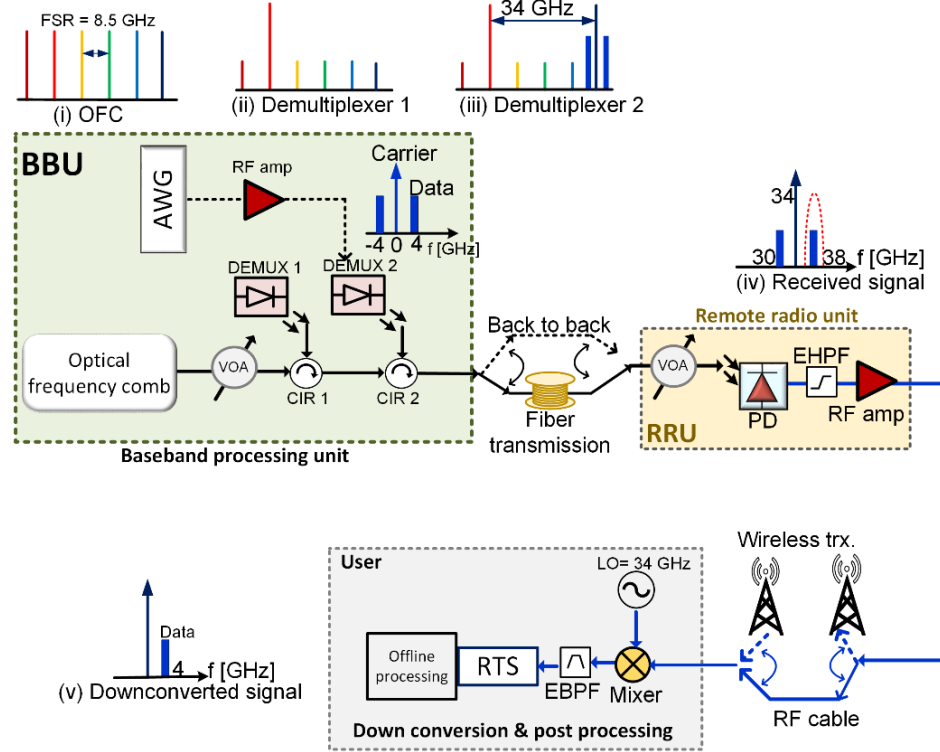 FSR = 8.5 GHz
(i) OFC
(ii) Demultiplexer 1
34 GHz
(iii) Demultiplexer 2
BBU
AWG
RF amp
Carrier
Data
-4 0 4 f [GHz]
DEMUX 1
DEMUX 2
Optical
frequency comb
VOA
CIR 1
CIR 2
Baseband processing unit
Back to back
Fiber
transmission
34
30 38 f [GHz]
(iv) Received signal
Remote radio unit
VOA
EHPF
PD
RF amp
RRU
Wireless trx.
RF cable
User
LO= 34 GHz
Mixer
EBPF
RTS
Offline
processing
Down conversion & post processing
Data
4 f [GHz]
(v) Downconverted signal